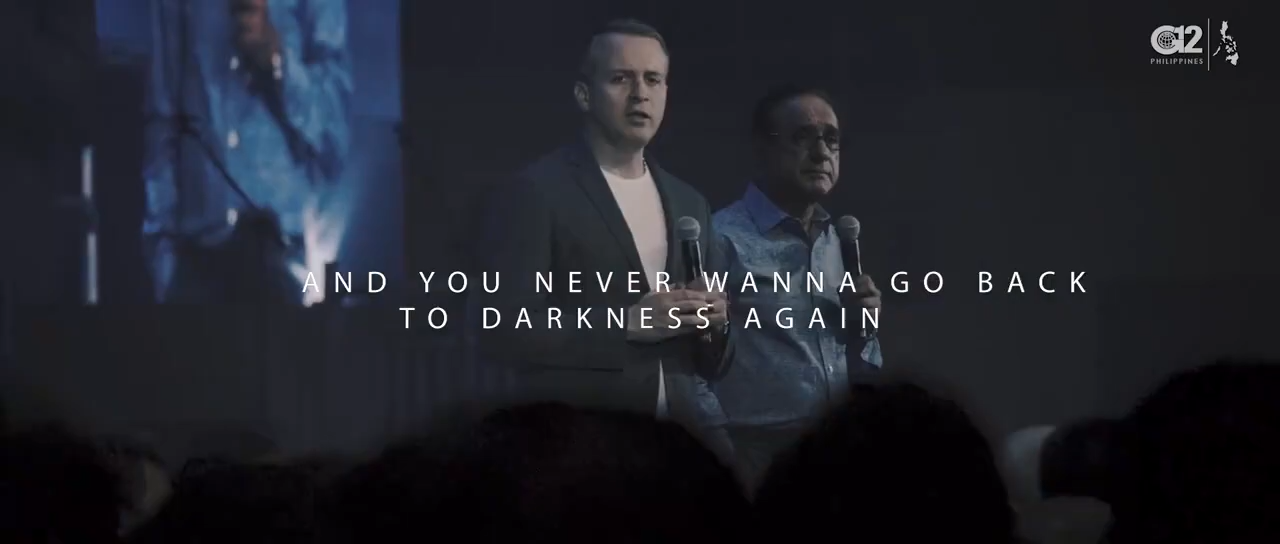 G12
PHILIPPINES
AND YOU NEVER WANNA GO BACK
TO DARKNESS AGAIN